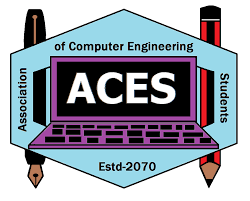 Association
of Computer Engineering
Students
ACES
Estd-2070